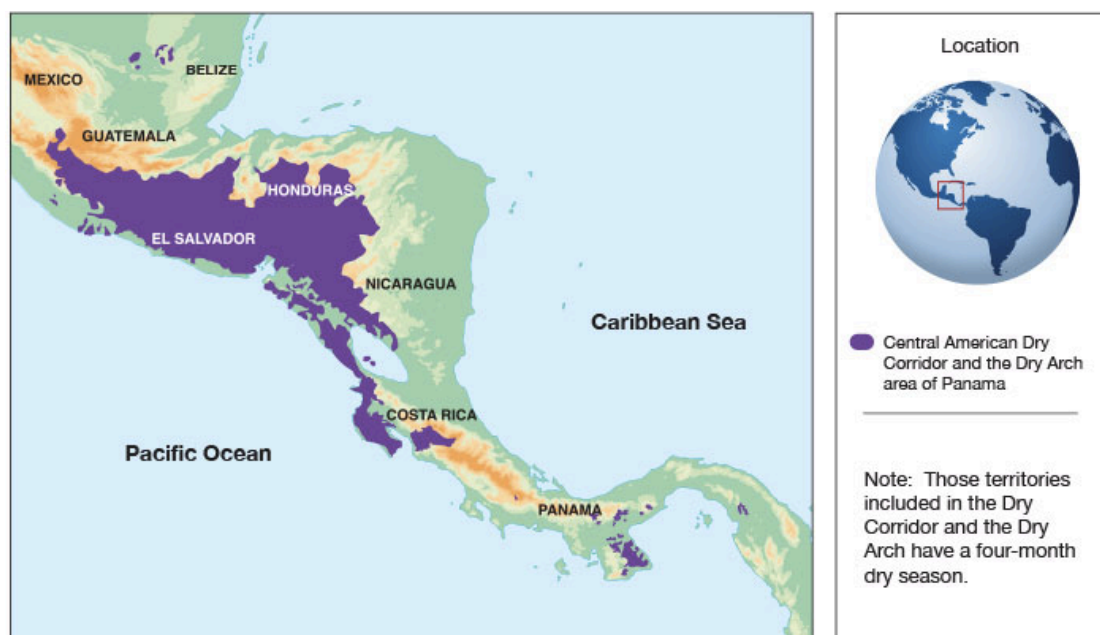 MEXICO
BELIZE
GUATEMALA
HONDURAS
EL SALVADOR
NICARAGUA
Caribbean Sea
COSTA RICA
Pacific Ocean
PANAMA
Location
Central American Dry
Corridor and the Dry Arch
area of Panama
Note: Those territories
included in the Dry
Corridor and the Dry
Arch have a four-month
dry season.